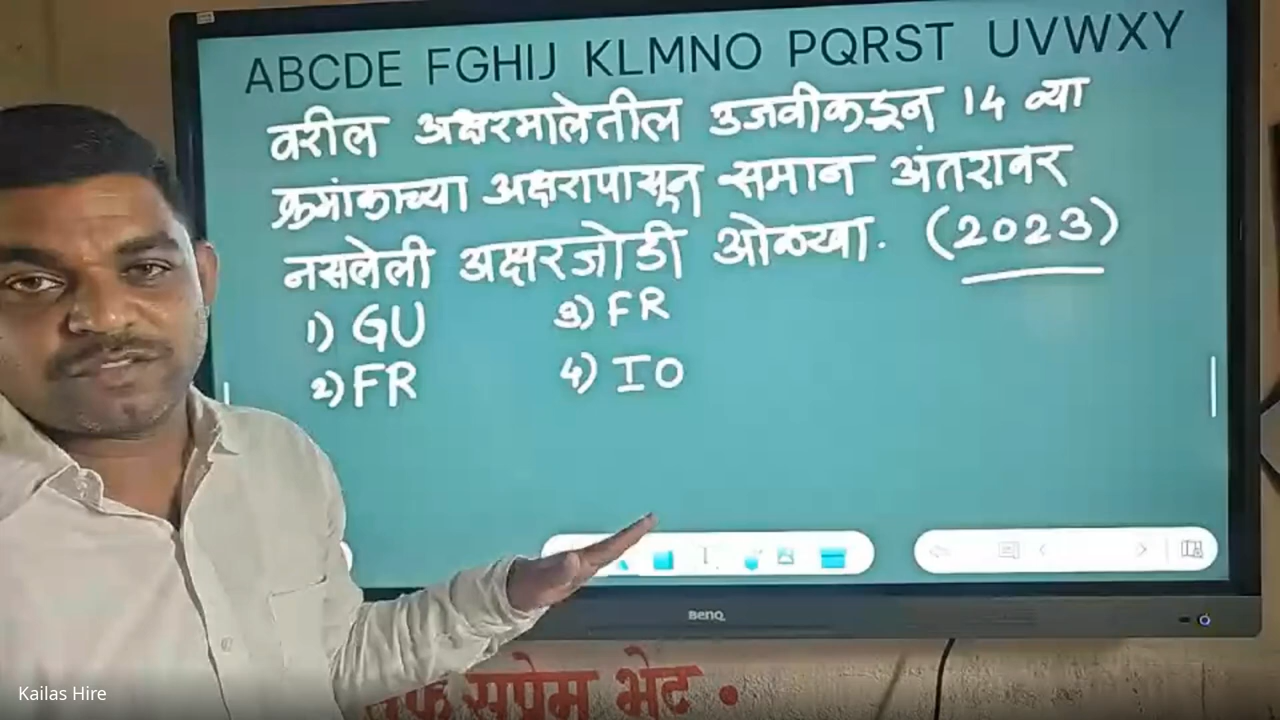 ABCDE FGHIJ KLMNO PQRST UVWXY
वरील अक्षरमालेतील उजवीकडून 14 व्या
क्रमांकाच्या अक्षरापासून समान अंतरावर
नसलेली अक्षरजोडी ओळखा. (2023)
1) GU 3) FR
2) FR 4) IO
BenQ
सप्रेम भेट •
Kailas Hire